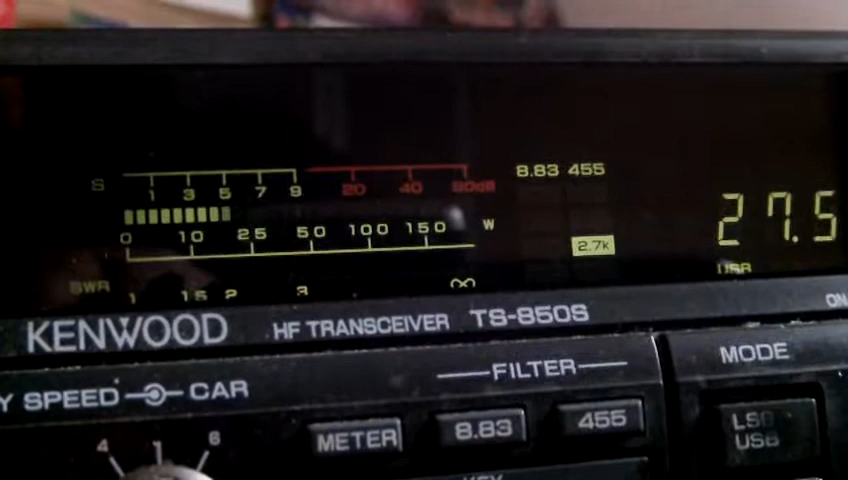 S 1 3 5 7 9 20 40 60dB 8.83 455
0 10 25 50 100 150 W 2.7k 27.5
USB
SWR 1 1.5 2 3 ∞
KENWOOD HF TRANSCEIVER TS-850S ON
Y SPEED CAR FILTER MODE
METER 8.83 455 LSB
USB
4 1 6
KEY